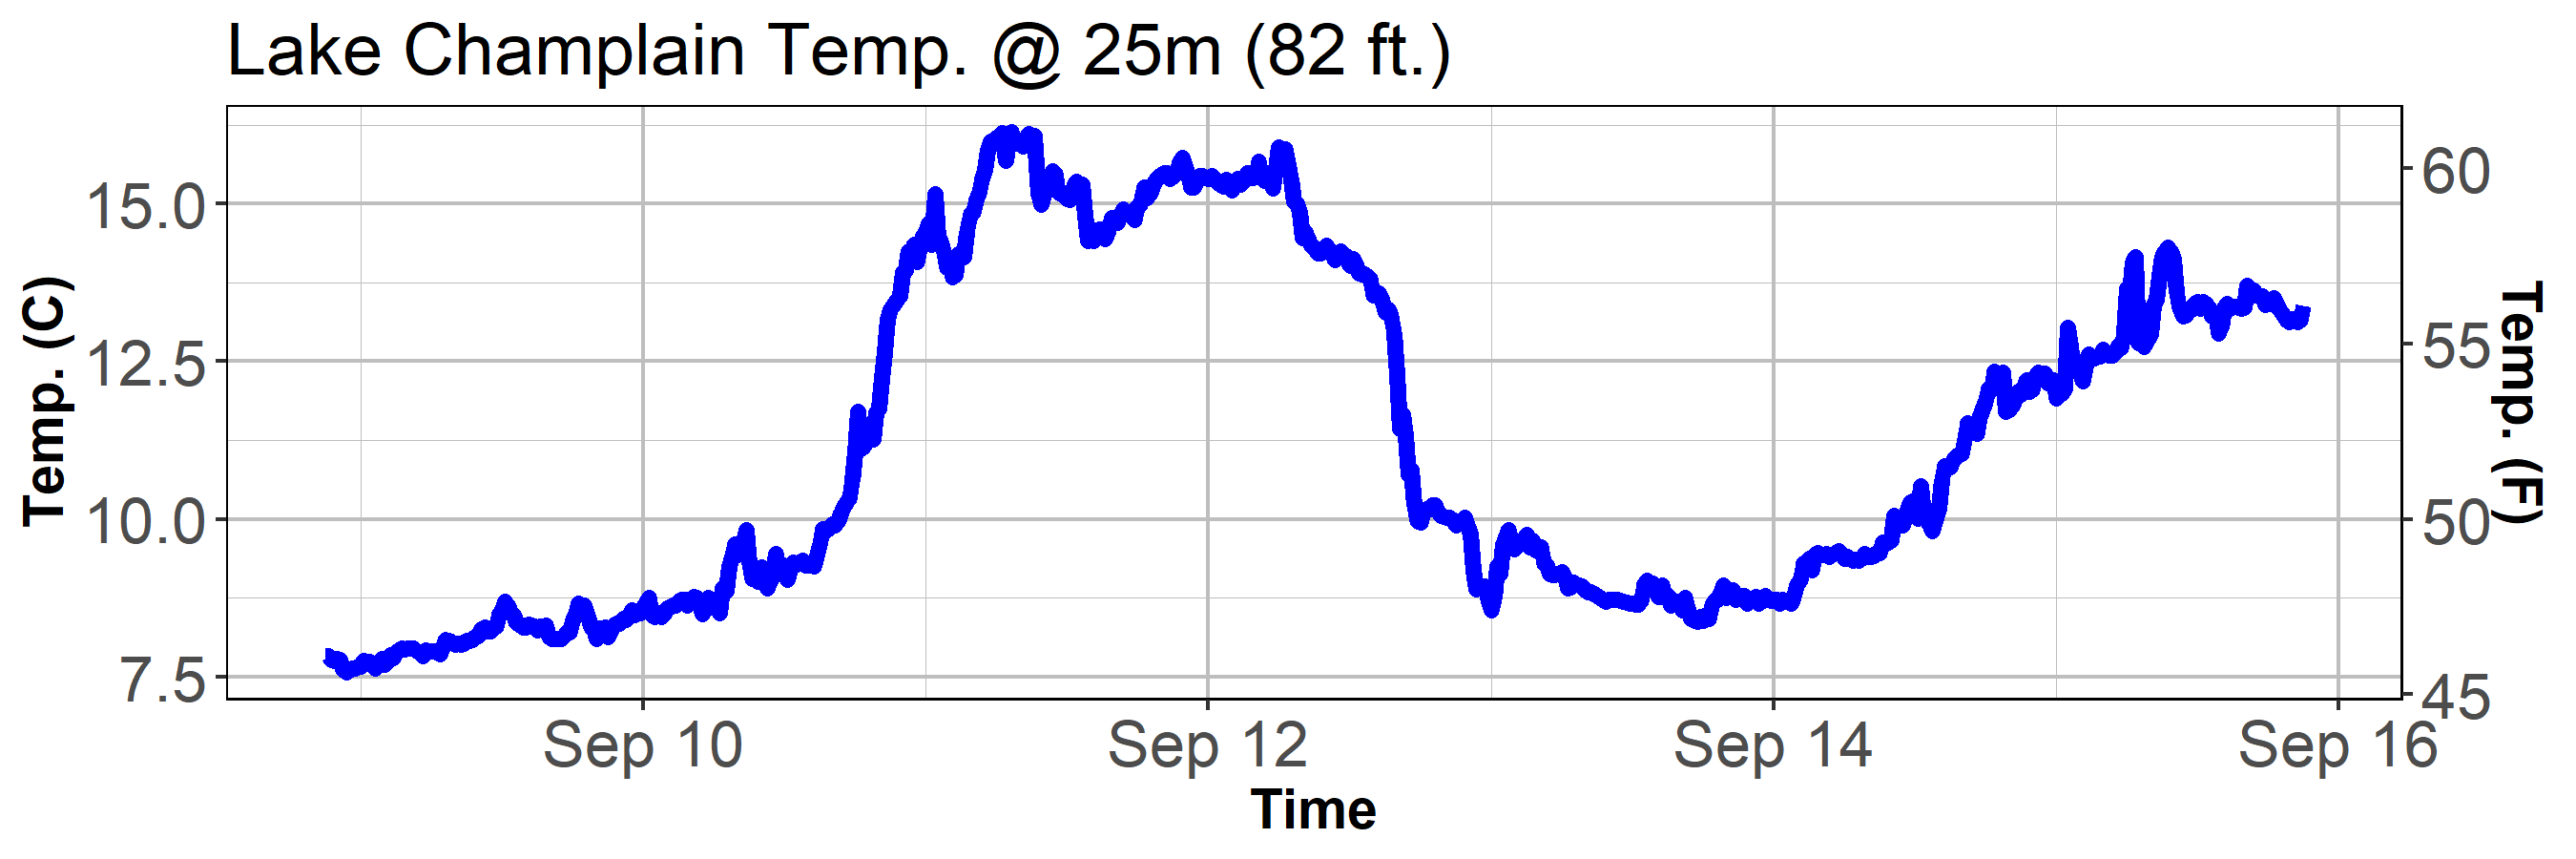 Lake Champlain Temp. @ 25m (82 ft.)
Temp. (C)
15.0
12.5
10.0
7.5
60
55
50
45
Temp. (F)
Sep 10 Sep 12 Sep 14 Sep 16
Time